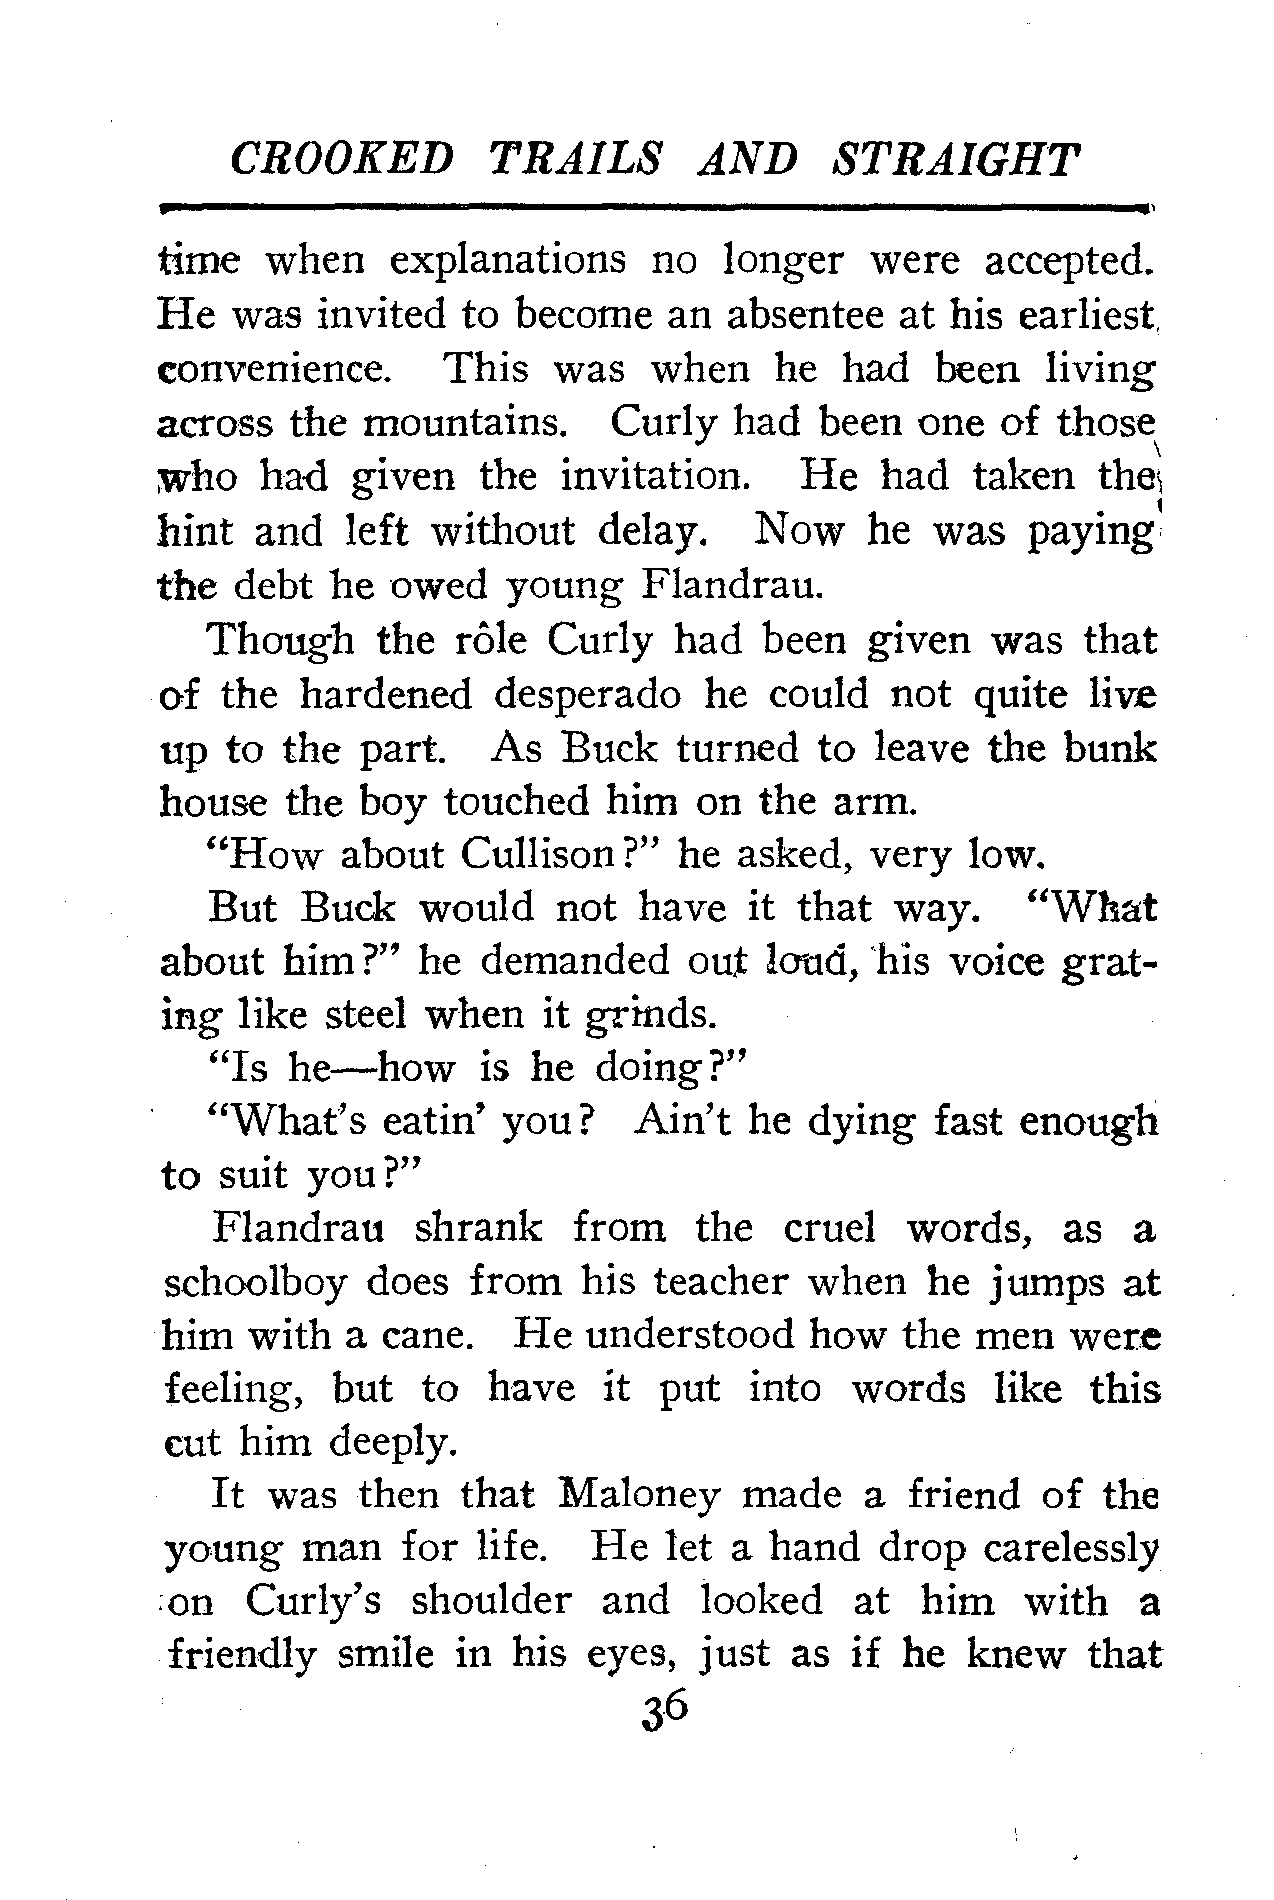 CROOKED TRAILS AND STRAIGHT
time when explanations no longer were accepted.
He was invited to become an absentee at his earliest
convenience. This was when he had been living
across the mountains. Curly had been one of those
who had given the invitation. He had taken the
hint and left without delay. Now he was paying
the debt he owed young Flandrau.
Though the rôle Curly had been given was that
of the hardened desperado he could not quite live
up to the part. As Buck turned to leave the bunk
house the boy touched him on the arm.
"How about Cullison?" he asked, very low.
But Buck would not have it that way. "What
about him?" he demanded out loud, his voice grat-
ing like steel when it grinds.
"Is he—how is he doing?"
"What's eatin' you? Ain't he dying fast enough
to suit you?"
Flandrau shrank from the cruel words, as a
schoolboy does from his teacher when he jumps at
him with a cane. He understood how the men were
feeling, but to have it put into words like this
cut him deeply.
It was then that Maloney made a friend of the
young man for life. He let a hand drop carelessly
on Curly's shoulder and looked at him with a
friendly smile in his eyes, just as if he knew that
36